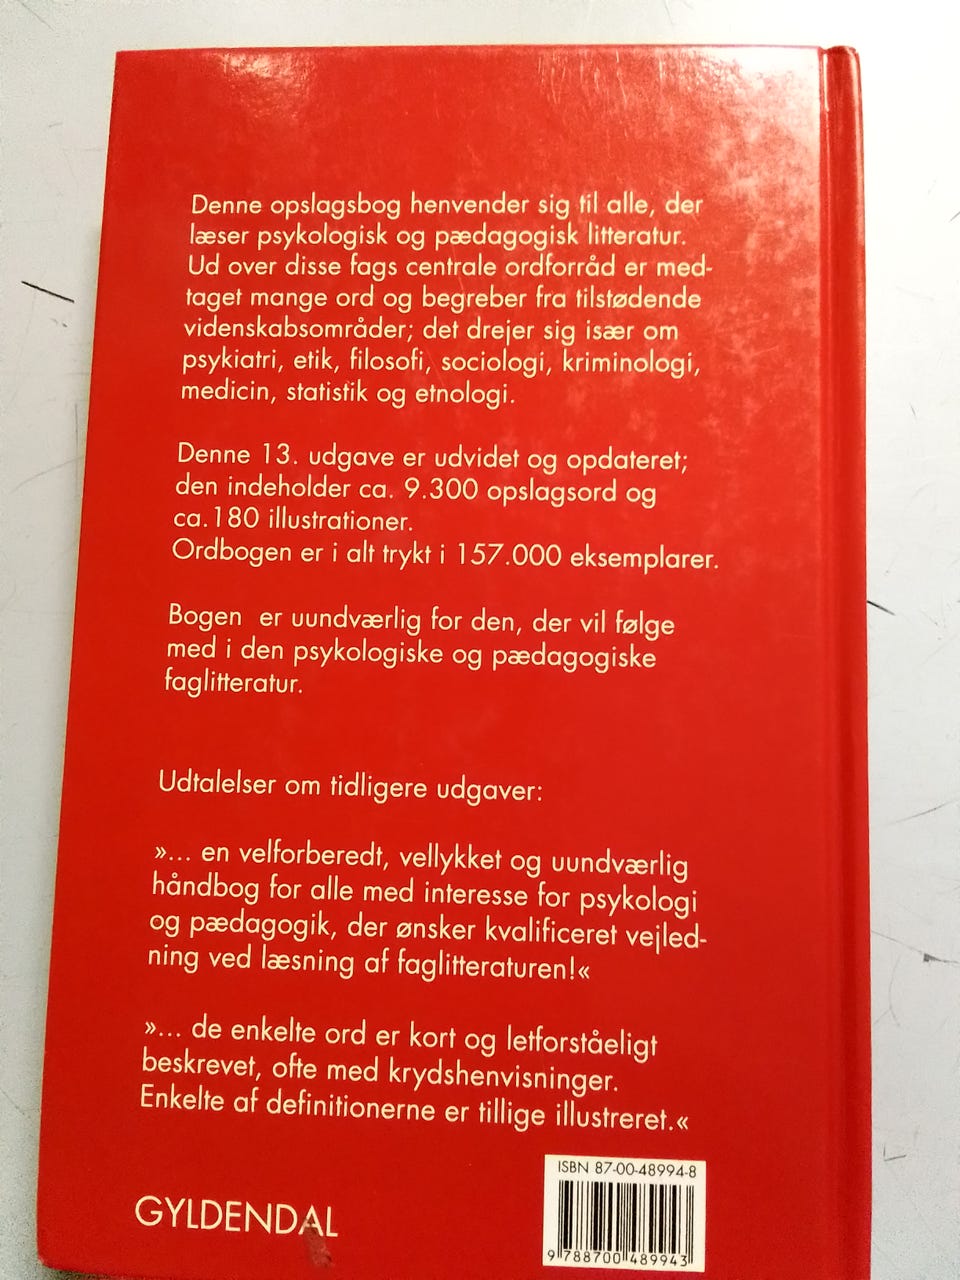 Denne opslagsbog henvender sig til alle, der
læser psykologisk og pædagogisk litteratur.
Ud over disse fags centrale ordforråd er med-
taget mange ord og begreber fra tilstødende
videnskabsområder; det drejer sig især om
psykiatri, etik, filosofi, sociologi, kriminologi,
medicin, statistik og etnologi.
Denne 13. udgave er udvidet og opdateret;
den indeholder ca. 9.300 opslagsord og
ca.180 illustrationer.
Ordbogen er i alt trykt i 157.000 eksemplarer.
Bogen er uundværlig for den, der vil følge
med i den psykologiske og pædagogiske
faglitteratur.
Udtalelser om tidligere udgaver:
»... en velforberedt, vellykket og uundværlig
håndbog for alle med interesse for psykologi
og pædagogik, der ønsker kvalificeret vejled-
ning ved læsning af faglitteraturen!«
»... de enkelte ord er kort og letforståeligt
beskrevet, ofte med krydshenvisninger.
Enkelte af definitionerne er tillige illustreret.«
ISBN 87-00-48994-8
GYLDENDAL
9 788700 489943